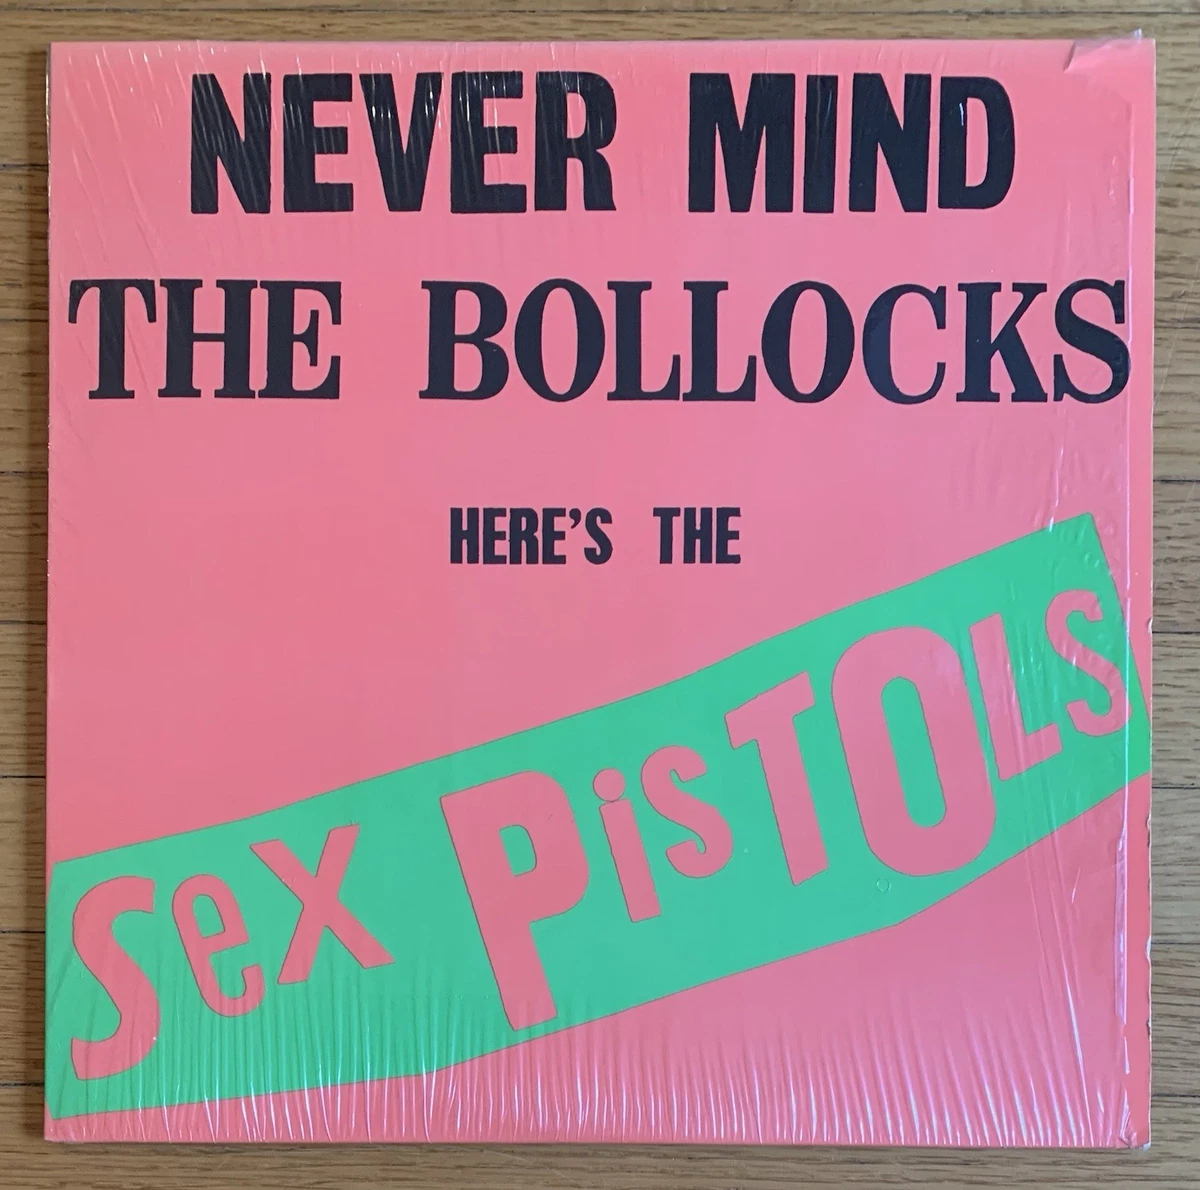 NEVER MIND
THE BOLLOCKS
HERE'S THE
Sex PisTOLS